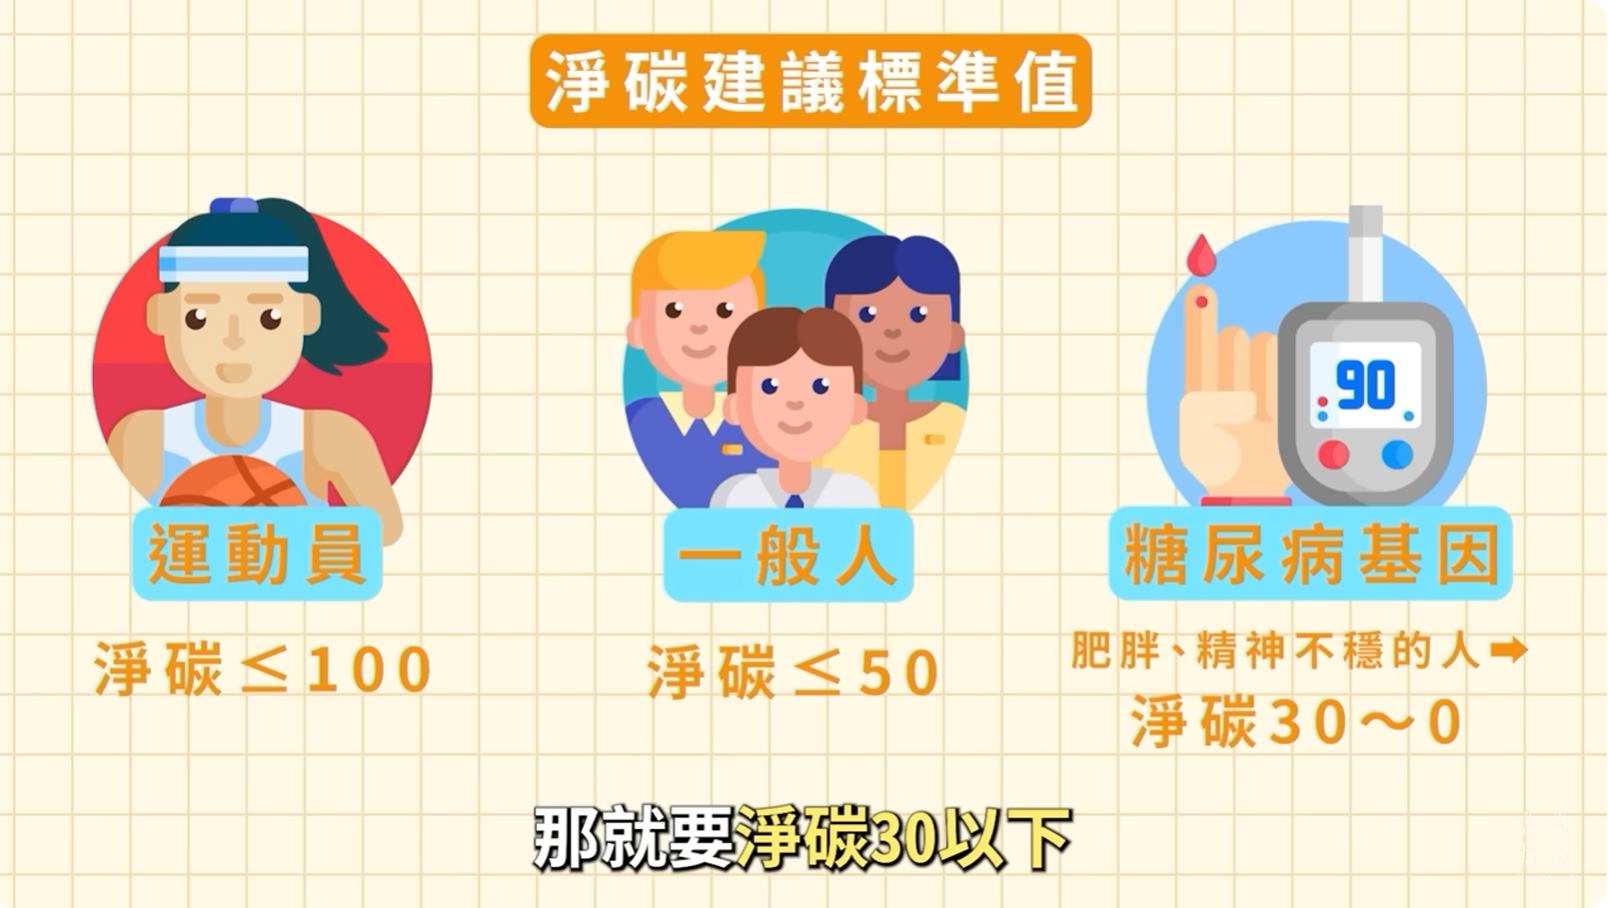 淨碳建議標準值
90
運動員
淨碳≤100
一般人
淨碳≤50
糖尿病基因
肥胖、精神不穩的人➡
淨碳30～0
那就要淨碳30以下